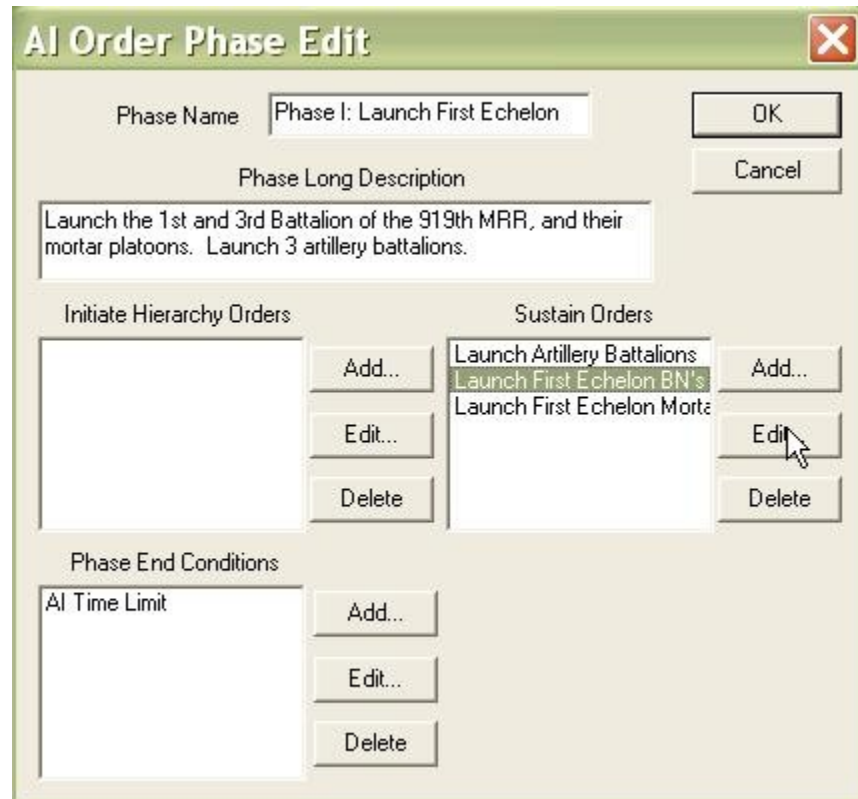 AI Order Phase Edit
Phase Name
Phase I: Launch First Echelon
OK
Phase Long Description
Cancel
Launch the 1st and 3rd Battalion of the 919th MRR, and their
mortar platoons. Launch 3 artillery battalions.
Initiate Hierarchy Orders
Sustain Orders
Add...
Edit...
Delete
Launch Artillery Battalions
Launch First Echelon BN's
Launch First Echelon Morta
Add...
Edit
Delete
Phase End Conditions
AI Time Limit
Add...
Edit...
Delete